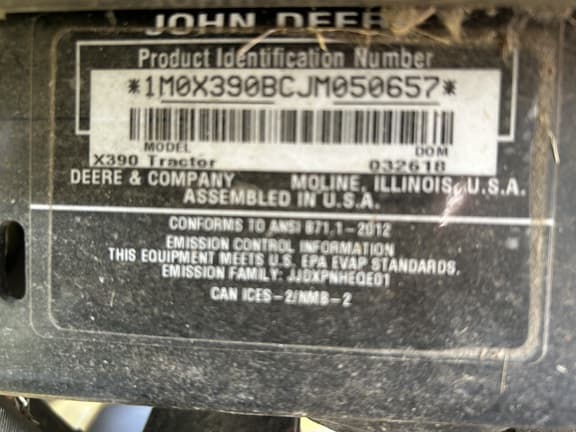 JOHN DEERE
Product Identification Number
*1M0X390BCJM050657*
MODEL DOM
X390 Tractor 032618
DEERE & COMPANY MOLINE, ILLINOIS, U.S.A.
ASSEMBLED IN U.S.A.
CONFORMS TO ANSI B71.1-2012
EMISSION CONTROL INFORMATION
THIS EQUIPMENT MEETS U.S. EPA EVAP STANDARDS.
EMISSION FAMILY: JJDXPNHEQE01
CAN ICES-2/NMB-2